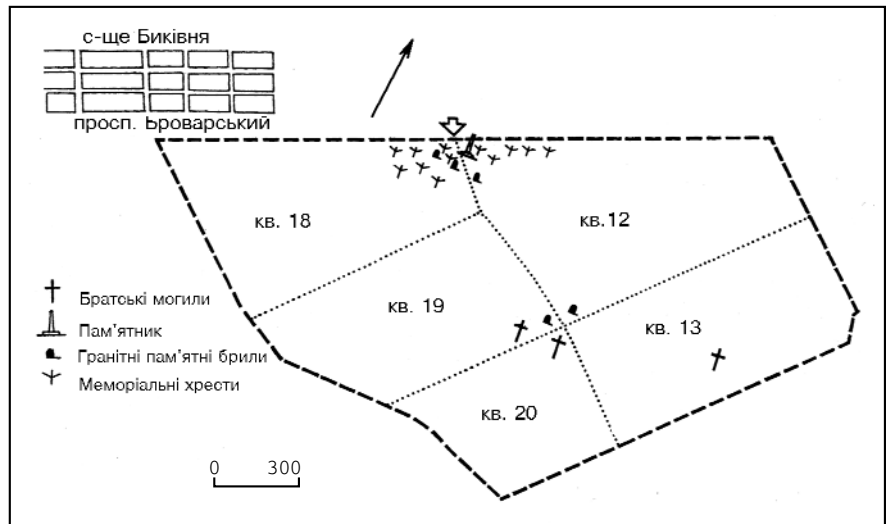 с-ще Биківня
просп. Броварський
кв. 18
кв.12
кв. 19
кв. 13
кв. 20
Братські могили
Пам'ятник
Гранітні пам'ятні брили
Меморіальні хрести
0 300